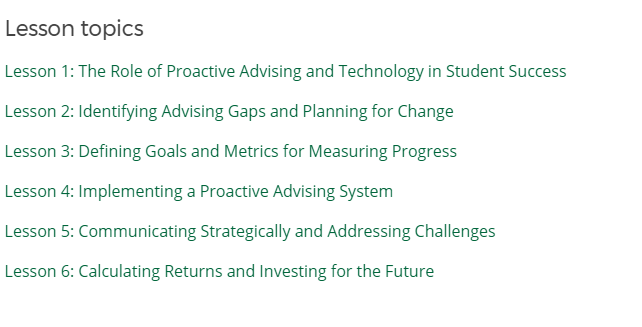 Lesson topics
Lesson 1: The Role of Proactive Advising and Technology in Student Success
Lesson 2: Identifying Advising Gaps and Planning for Change
Lesson 3: Defining Goals and Metrics for Measuring Progress
Lesson 4: Implementing a Proactive Advising System
Lesson 5: Communicating Strategically and Addressing Challenges
Lesson 6: Calculating Returns and Investing for the Future